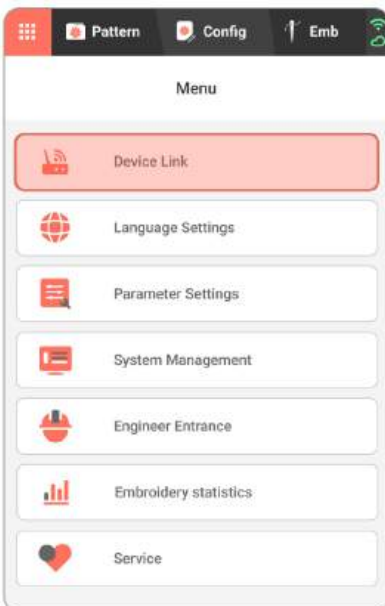 Pattern Config Emb
Menu
Device Link
Language Settings
Parameter Settings
System Management
Engineer Entrance
Embroidery statistics
Service